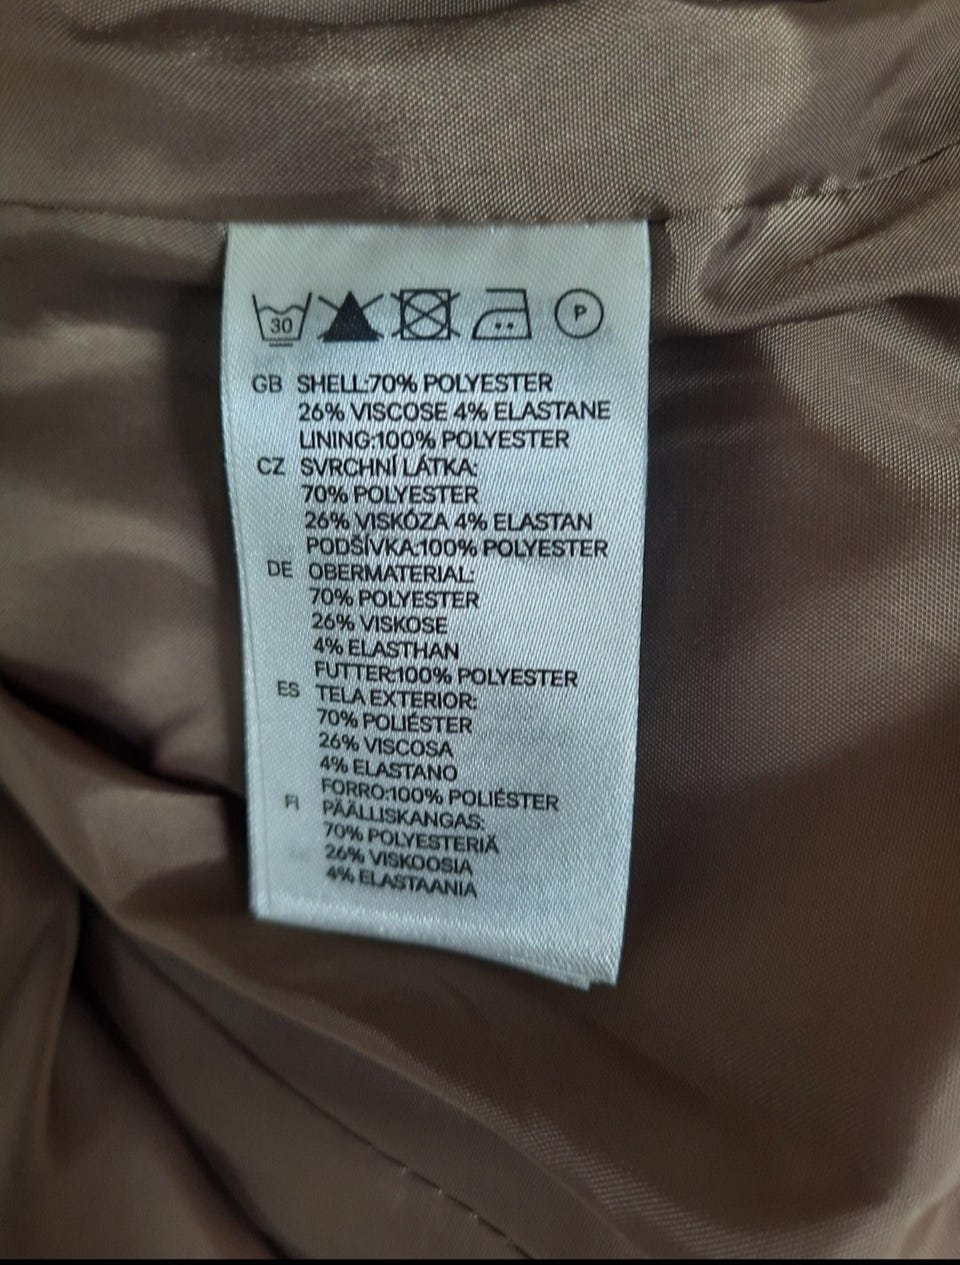 30 P
GB SHELL:70% POLYESTER
26% VISCOSE 4% ELASTANE
LINING:100% POLYESTER
CZ SVRCHNÍ LÁTKA:
70% POLYESTER
26% VISKÓZA 4% ELASTAN
PODŠÍVKA:100% POLYESTER
DE OBERMATERIAL:
70% POLYESTER
26% VISKOSE
4% ELASTHAN
FUTTER:100% POLYESTER
ES TELA EXTERIOR:
70% POLIÉSTER
26% VISCOSA
4% ELASTANO
FORRO:100% POLIÉSTER
FI PÄÄLLISKANGAS:
70% POLYESTERIÄ
26% VISKOOSIA
4% ELASTAANIA